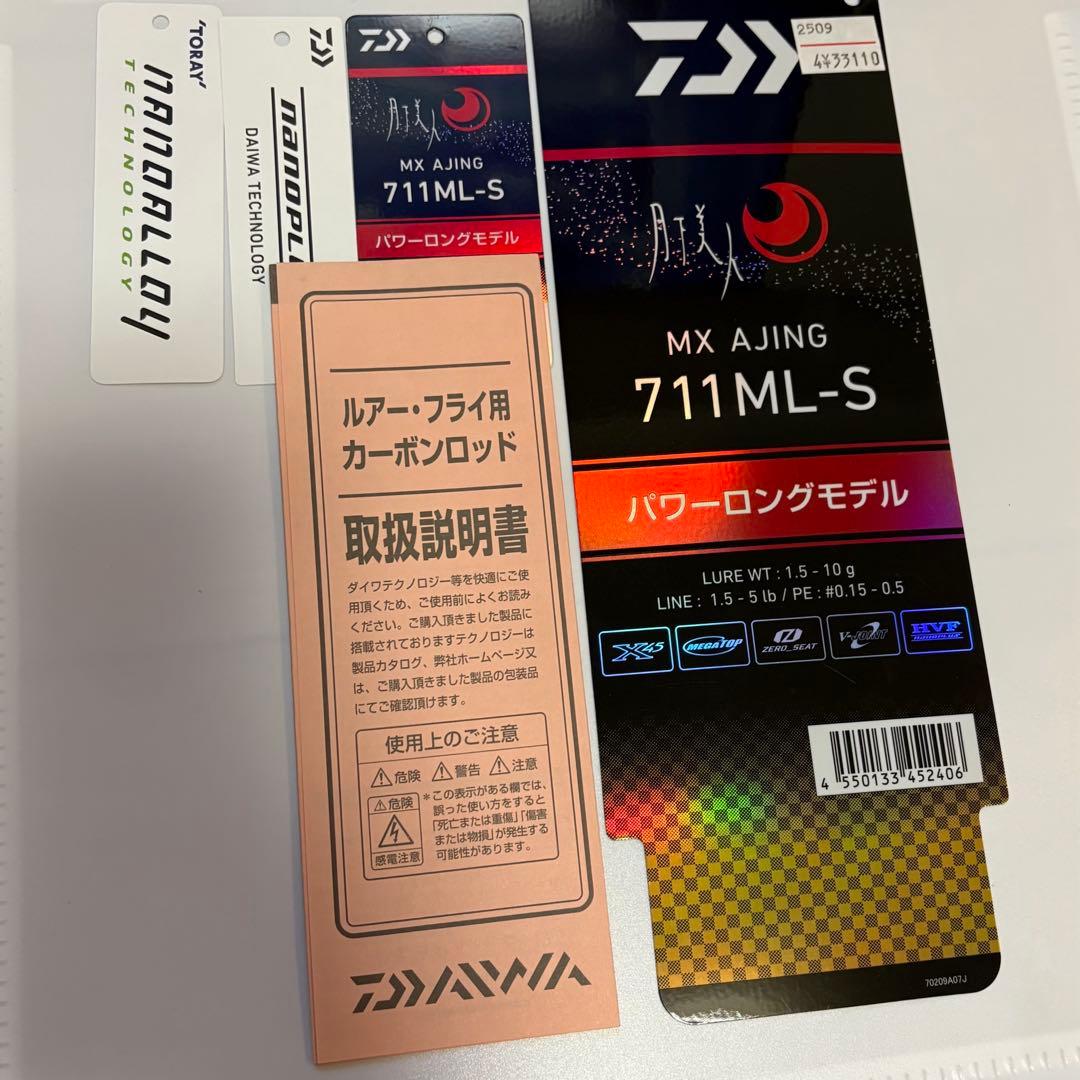 'TORAY'
nanoalloy
TECHNOLOGY
DAIWA TECHNOLOGY
月下美人
MX AJING
711ML-S
パワーロングモデル
ルアー・フライ用
カーボンロッド
取扱説明書
ダイワテクノロジー等を快適にご使
用頂くため、ご使用前によくお読み
ください。ご購入頂きました製品に
搭載されておりますテクノロジーは
製品カタログ、弊社ホームページ又
は、ご購入頂きました製品の包装品
にてご確認頂けます。
使用上のご注意
危険 警告 注意
危険
感電注意
*この表示がある欄では、
誤った使い方をすると
「死亡または重傷」「傷害
または物損」が発生する
可能性があります。
DAIWA
2509
4¥33110
月下美人
MX AJING
711ML-S
パワーロングモデル
LURE WT : 1.5 - 10 g
LINE : 1.5 - 5 lb / PE : #0.15 - 0.5
X45 MEGATOP ZERO_SEAT V-JOINT HVF NANOPLUS
4 550133 452406
70209A07J